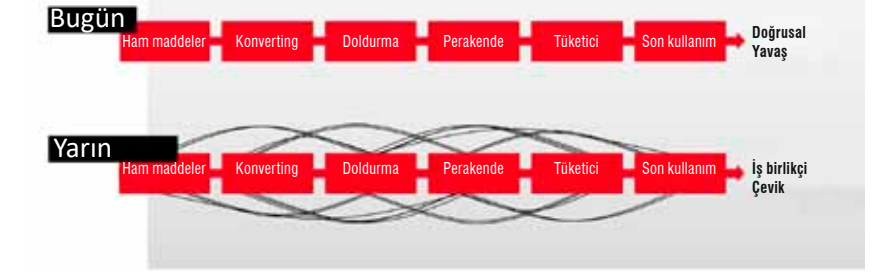 Bugün
Ham maddeler Konverting Doldurma Perakende Tüketici Son kullanım
Doğrusal
Yavaş
Yarın
Ham maddeler Konverting Doldurma Perakende Tüketici Son kullanım
İş birlikçi
Çevik